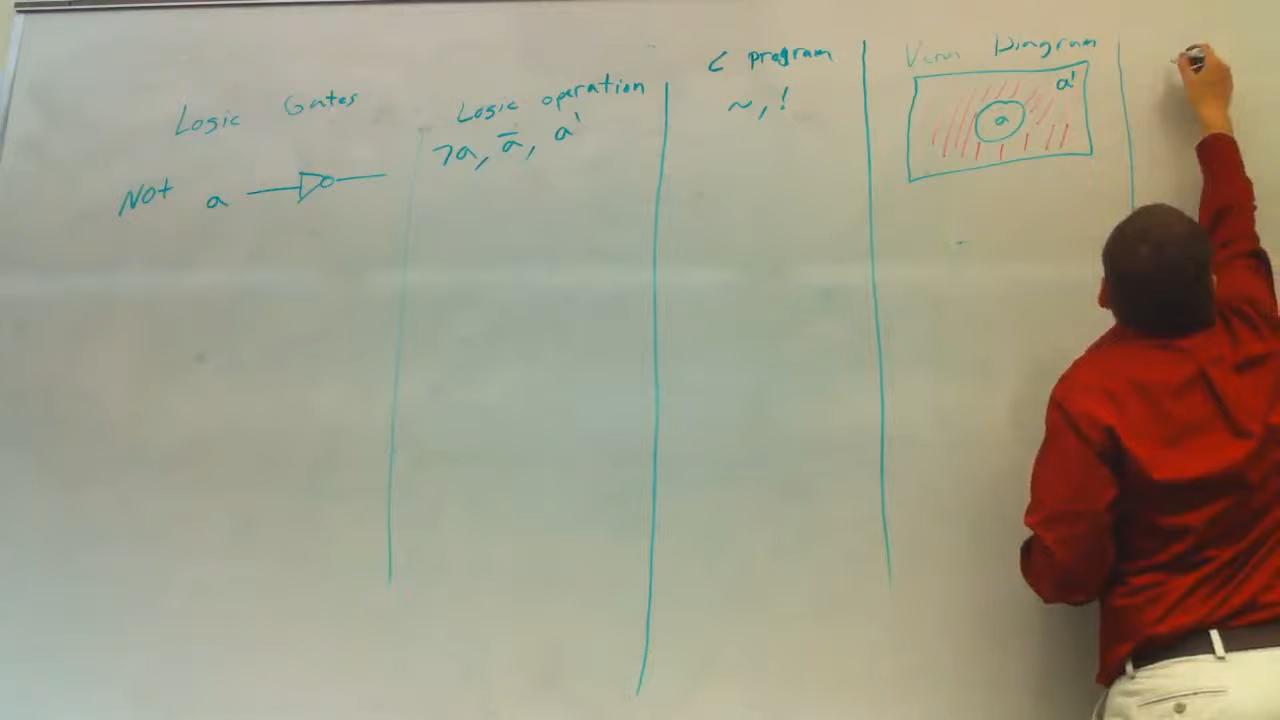 Logic Gates
Logic operation
C program
Venn Diagram
NOT a
¬a, a̅, a'
~, !
a'
a